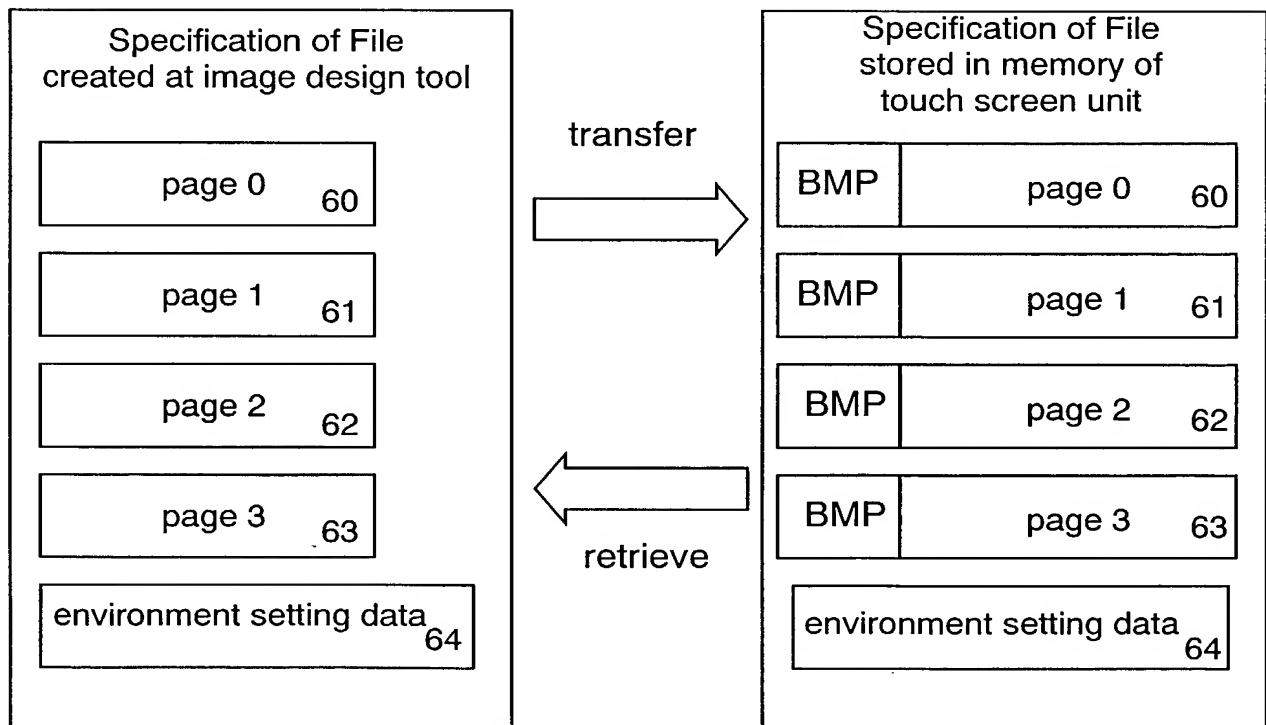 Specification of File
created at image design tool
page 0
60
page 1
61
page 2
62
page 3
63
environment setting data
64
transfer
retrieve
Specification of File
stored in memory of
touch screen unit
BMP
page 0
60
BMP
page 1
61
BMP
page 2
62
BMP
page 3
63
environment setting data
64